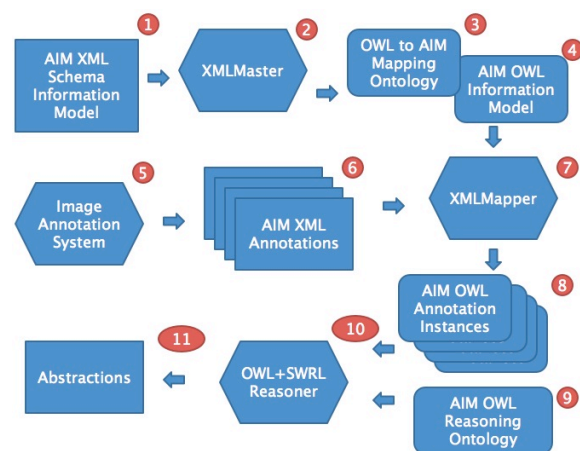 1
AIM XML
Schema
Information
Model
2
XMLMaster
3
OWL to AIM
Mapping
Ontology
4
AIM OWL
Information
Model
5
Image
Annotation
System
6
AIM XML
Annotations
7
XMLMapper
8
AIM OWL
Annotation
Instances
9
AIM OWL
Reasoning
Ontology
10
OWL+SWRL
Reasoner
11
Abstractions